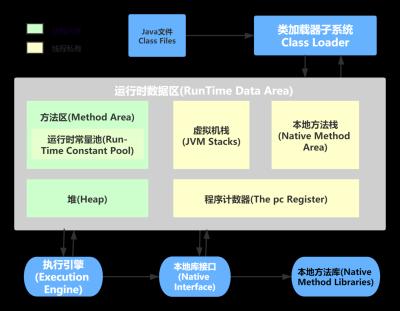 Java文件
Class Files
类加载器子系统
Class Loader
线程私有
运行时数据区(RunTime Data Area)
方法区(Method Area)
运行时常量池(Run-
Time Constant Pool)
虚拟机栈
(JVM Stacks)
本地方法栈
(Native Method
Area)
堆(Heap)
程序计数器(The pc Register)
执行引擎
(Execution
Engine)
本地库接口
(Native
Interface)
本地方法库(Native
Method Libraries)